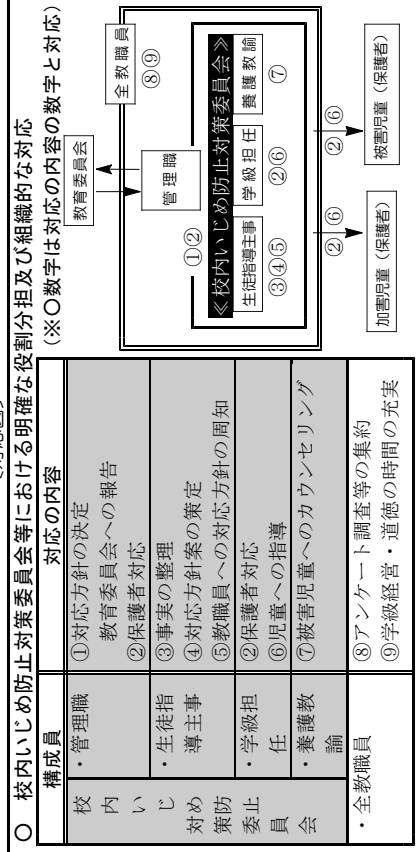 ○ 校内いじめ防止対策委員会等における明確な役割分担及び組織的な対応
(※○数字は対応の内容の数字と対応)
構成員
対応の内容
校内いじめ防止対策委員会
・管理職
①対応方針の決定
教育委員会への報告
②保護者対応
・生徒指
導主事
③事実の整理
④対応方針案の策定
⑤教職員への対応方針の周知
・学級担
任
②保護者対応
⑥児童への指導
・養護教
諭
⑦被害児童へのカウンセリング
・全教職員
⑧アンケート調査等の集約
⑨学級経営・道徳の時間の充実
教育委員会
全教職員
⑧⑨
管理職
①②
≪校内いじめ防止対策委員会≫
生徒指導主事
学級担任
養護教諭
③④⑤
②⑥
⑦
②⑥
②⑥
加害児童(保護者)
被害児童(保護者)